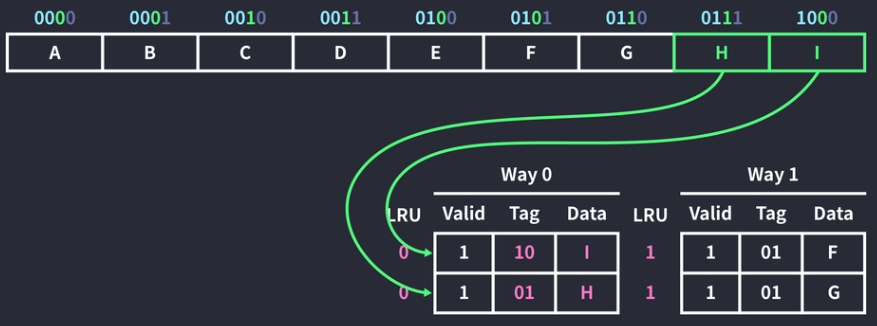 0000 0001 0010 0011 0100 0101 0110 0111 1000
A B C D E F G H I
Way 0 Way 1
LRU Valid Tag Data LRU Valid Tag Data
0 1 10 I 1 1 01 F
0 1 01 H 1 1 01 G